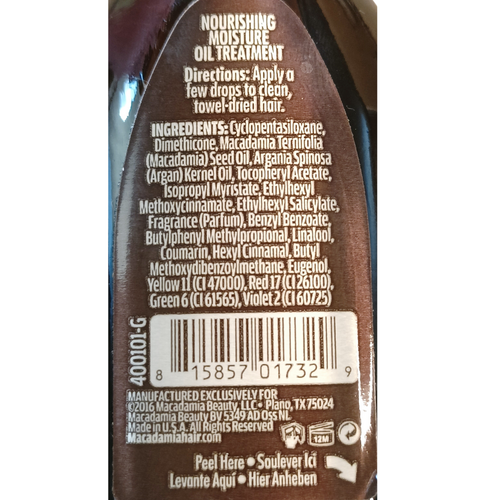 NOURISHING
MOISTURE
OIL TREATMENT
Directions: Apply a
few drops to clean,
towel-dried hair.
INGREDIENTS: Cyclopentasiloxane,
Dimethicone, Macadamia Ternifolia
(Macadamia) Seed Oil, Argania Spinosa
(Argan) Kernel Oil, Tocopheryl Acetate,
Isopropyl Myristate, Ethylhexyl
Methoxycinnamate, Ethylhexyl Salicylate,
Fragrance (Parfum), Benzyl Benzoate,
Butylphenyl Methylpropional, Linalool,
Coumarin, Hexyl Cinnamal, Butyl
Methoxydibenzoylmethane, Eugenol,
Yellow 11 (CI 47000), Red 17 (CI 26100),
Green 6 (CI 61565), Violet 2 (CI 60725)
400101-G
8 15857 01732 9
MANUFACTURED EXCLUSIVELY FOR
©2016 Macadamia Beauty, LLC • Plano, TX 75024
Macadamia Beauty BV 5349 AD Oss NL
Made in U.S.A. All Rights Reserved
Macadamiahair.com
12M
Peel Here • Soulever Ici
Levante Aquí • Hier Anheben